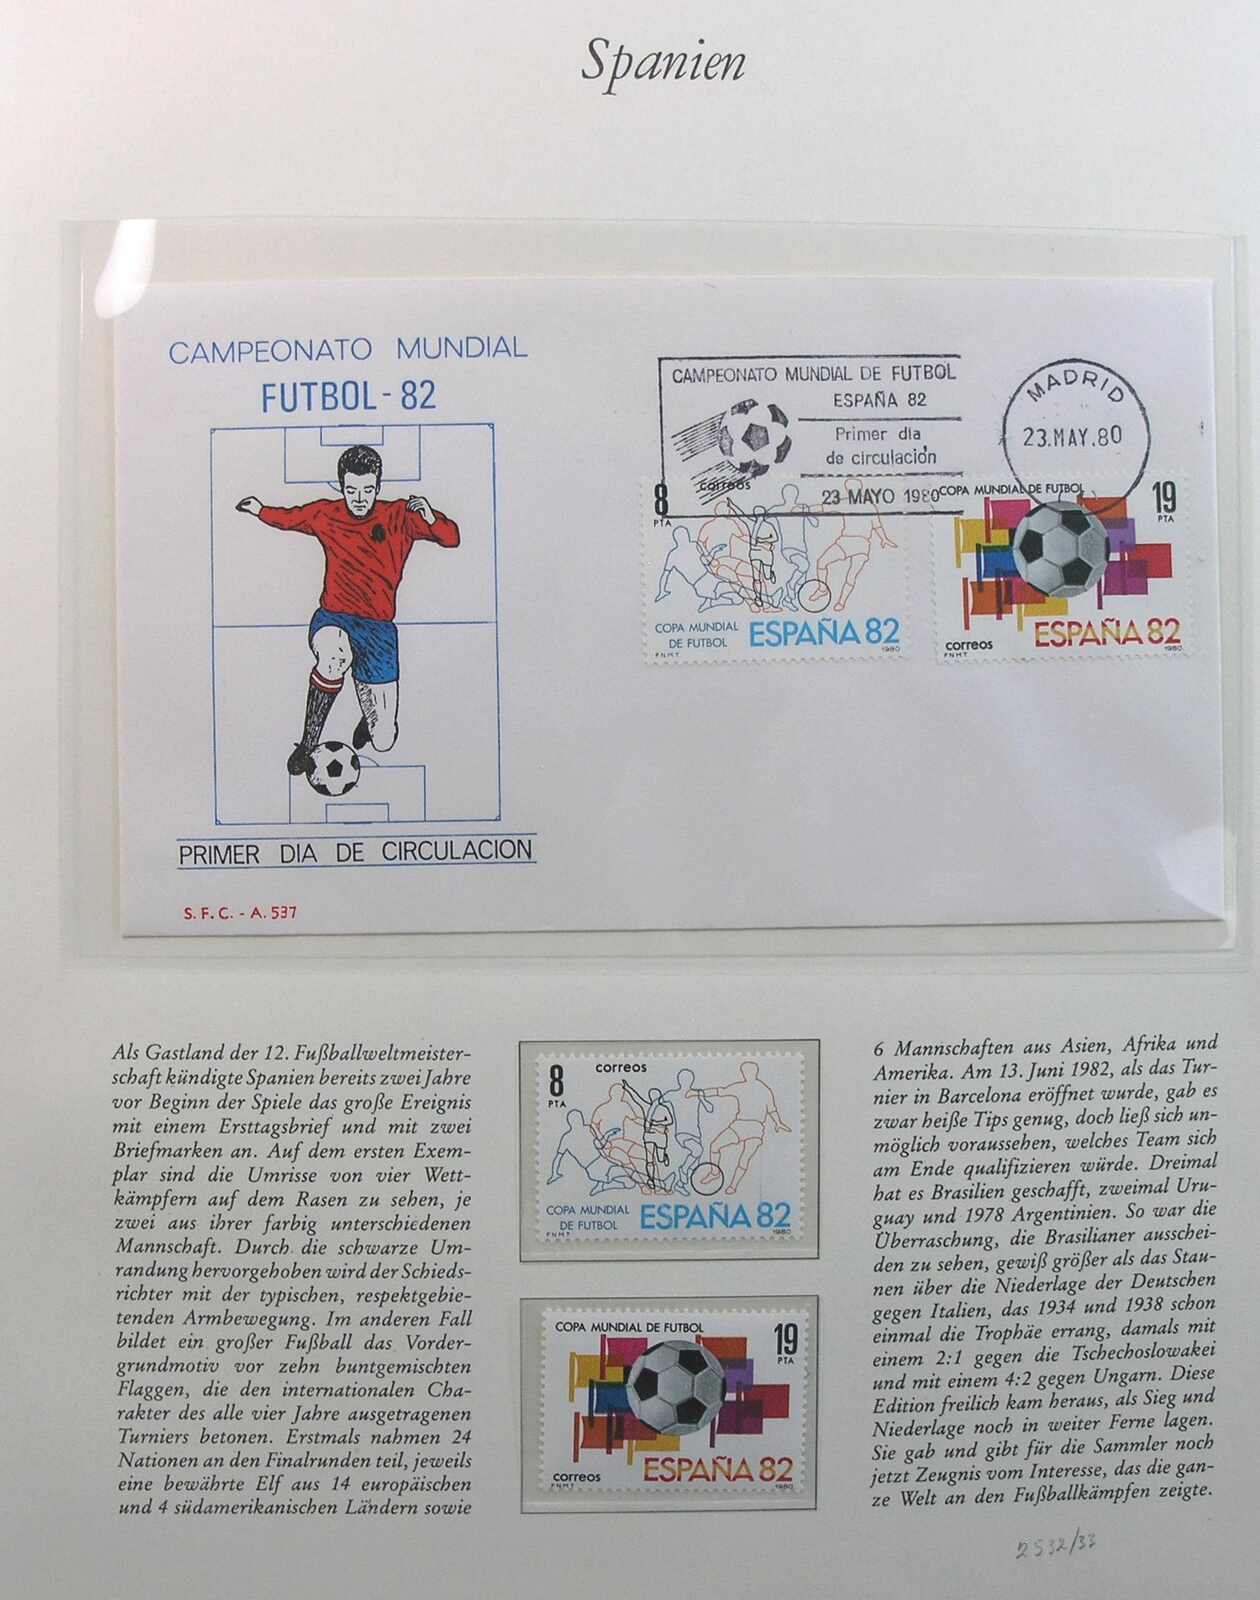 Spanien
CAMPEONATO MUNDIAL
FUTBOL - 82
PRIMER DIA DE CIRCULACION
S. F. C. - A. 537
CAMPEONATO MUNDIAL DE FUTBOL
ESPAÑA 82
Primer día
de circulación
23 MAYO 1980
MADRID
23.MAY.80
8
PTA
correos
COPA MUNDIAL
DE FUTBOL
ESPAÑA 82
FNMT
1980
COPA MUNDIAL DE FUTBOL
19
PTA
correos
FNMT
ESPAÑA 82
1980
Als Gastland der 12. Fußballweltmeister-
schaft kündigte Spanien bereits zwei Jahre
vor Beginn der Spiele das große Ereignis
mit einem Ersttagsbrief und mit zwei
Briefmarken an. Auf dem ersten Exem-
plar sind die Umrisse von vier Wett-
kämpfern auf dem Rasen zu sehen, je
zwei aus ihrer farbig unterschiedenen
Mannschaft. Durch die schwarze Um-
randung hervorgehoben wird der Schieds-
richter mit der typischen, respektgebie-
tenden Armbewegung. Im anderen Fall
bildet ein großer Fußball das Vorder-
grundmotiv vor zehn buntgemischten
Flaggen, die den internationalen Cha-
rakter des alle vier Jahre ausgetragenen
Turniers betonen. Erstmals nahmen 24
Nationen an den Finalrunden teil, jeweils
eine bewährte Elf aus 14 europäischen
und 4 südamerikanischen Ländern sowie
8
PTA
correos
COPA MUNDIAL
DE FUTBOL
ESPAÑA 82
FNMT
1980
COPA MUNDIAL DE FUTBOL
19
PTA
correos
FNMT
ESPAÑA 82
1980
6 Mannschaften aus Asien, Afrika und
Amerika. Am 13. Juni 1982, als das Tur-
nier in Barcelona eröffnet wurde, gab es
zwar heiße Tips genug, doch ließ sich un-
möglich voraussehen, welches Team sich
am Ende qualifizieren würde. Dreimal
hat es Brasilien geschafft, zweimal Uru-
guay und 1978 Argentinien. So war die
Überraschung, die Brasilianer ausschei-
den zu sehen, gewiß größer als das Stau-
nen über die Niederlage der Deutschen
gegen Italien, das 1934 und 1938 schon
einmal die Trophäe errang, damals mit
einem 2:1 gegen die Tschechoslowakei
und mit einem 4:2 gegen Ungarn. Diese
Edition freilich kam heraus, als Sieg und
Niederlage noch in weiter Ferne lagen.
Sie gab und gibt für die Sammler noch
jetzt Zeugnis vom Interesse, das die gan-
ze Welt an den Fußballkämpfen zeigte.
2532/33